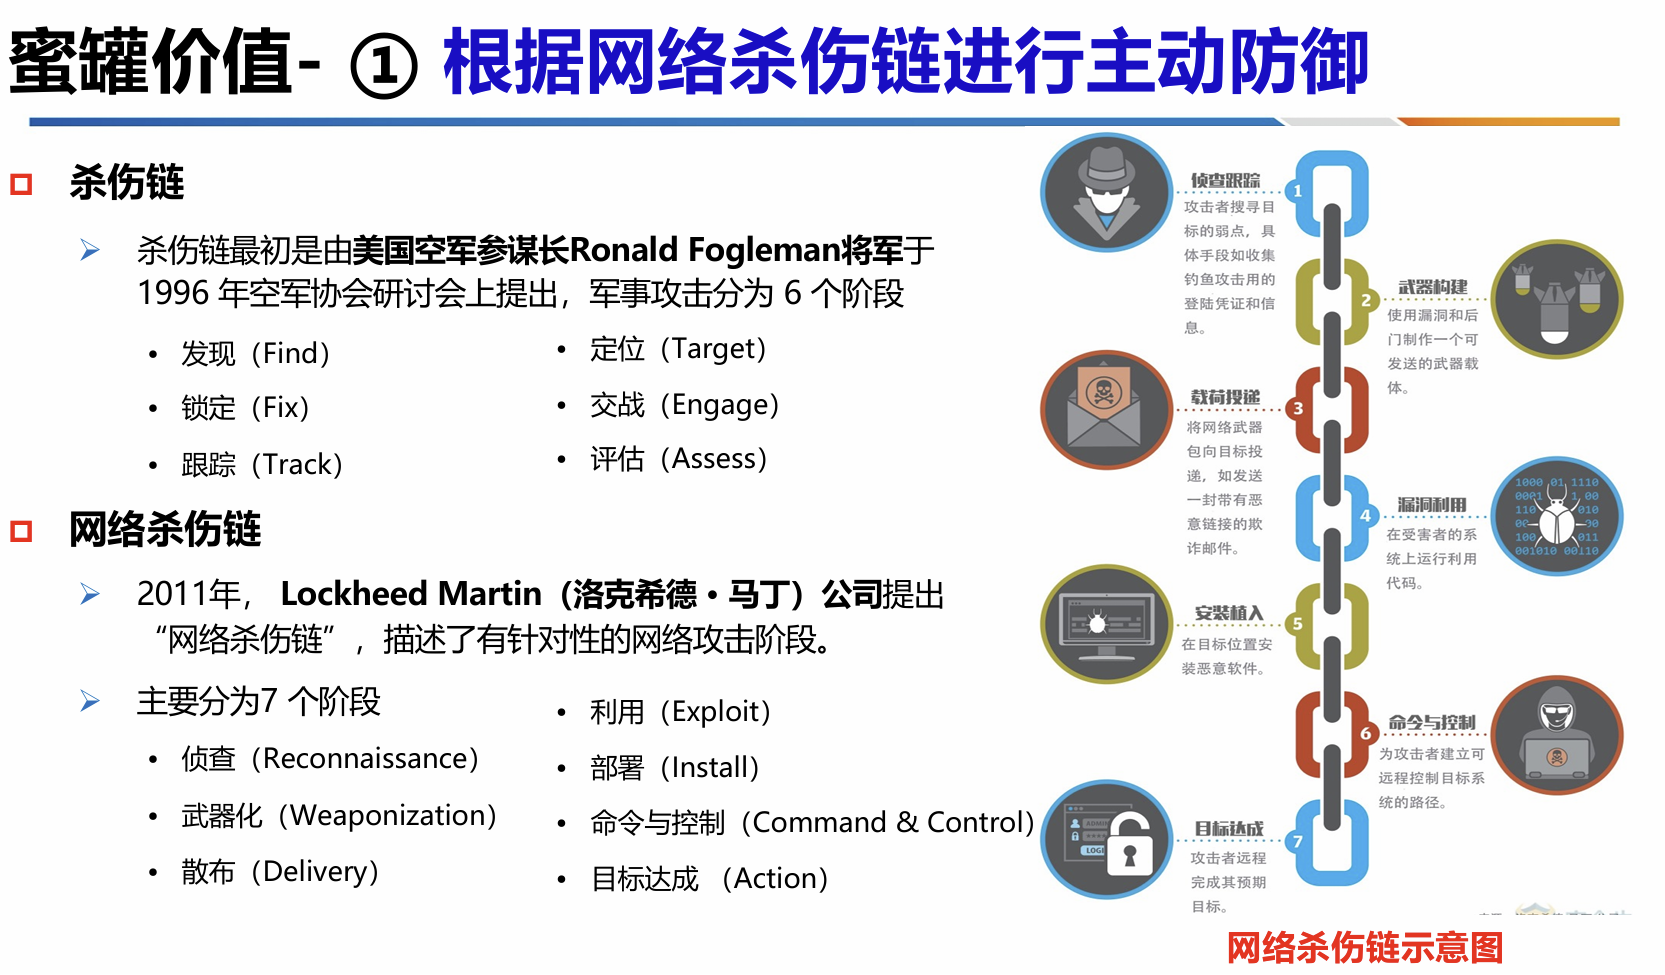 蜜罐价值- ① 根据网络杀伤链进行主动防御
杀伤链
杀伤链最初是由美国空军参谋长Ronald Fogleman将军于
1996 年空军协会研讨会上提出，军事攻击分为 6 个阶段
• 发现（Find）
• 锁定（Fix）
• 跟踪（Track）
• 定位（Target）
• 交战（Engage）
• 评估（Assess）
网络杀伤链
2011年， Lockheed Martin（洛克希德·马丁）公司提出
“网络杀伤链”，描述了有针对性的网络攻击阶段。
主要分为7 个阶段
• 侦查（Reconnaissance）
• 武器化（Weaponization）
• 散布（Delivery）
• 利用（Exploit）
• 部署（Install）
• 命令与控制（Command & Control）
• 目标达成 （Action）
侦查跟踪
1
攻击者搜寻目
标的弱点，具
体手段如收集
钓鱼攻击用的
登陆凭证和信
息。
2
武器构建
使用漏洞和后
门制作一个可
发送的武器载
体。
载荷投递
3
将网络武器
包向目标投
递，如发送
一封带有恶
意链接的欺
诈邮件。
4
漏洞利用
在受害者的系
统上运行利用
代码。
1000 01 1110
0001 1 00
110 010
00 00
100 011
001010 00110
安装植入
5
在目标位置安
装恶意软件。
6
命令与控制
为攻击者建立可
远程控制目标系
统的路径。
目标达成
7
攻击者远程
完成其预期
目标。
ADMIN
LOGI
网络杀伤链示意图